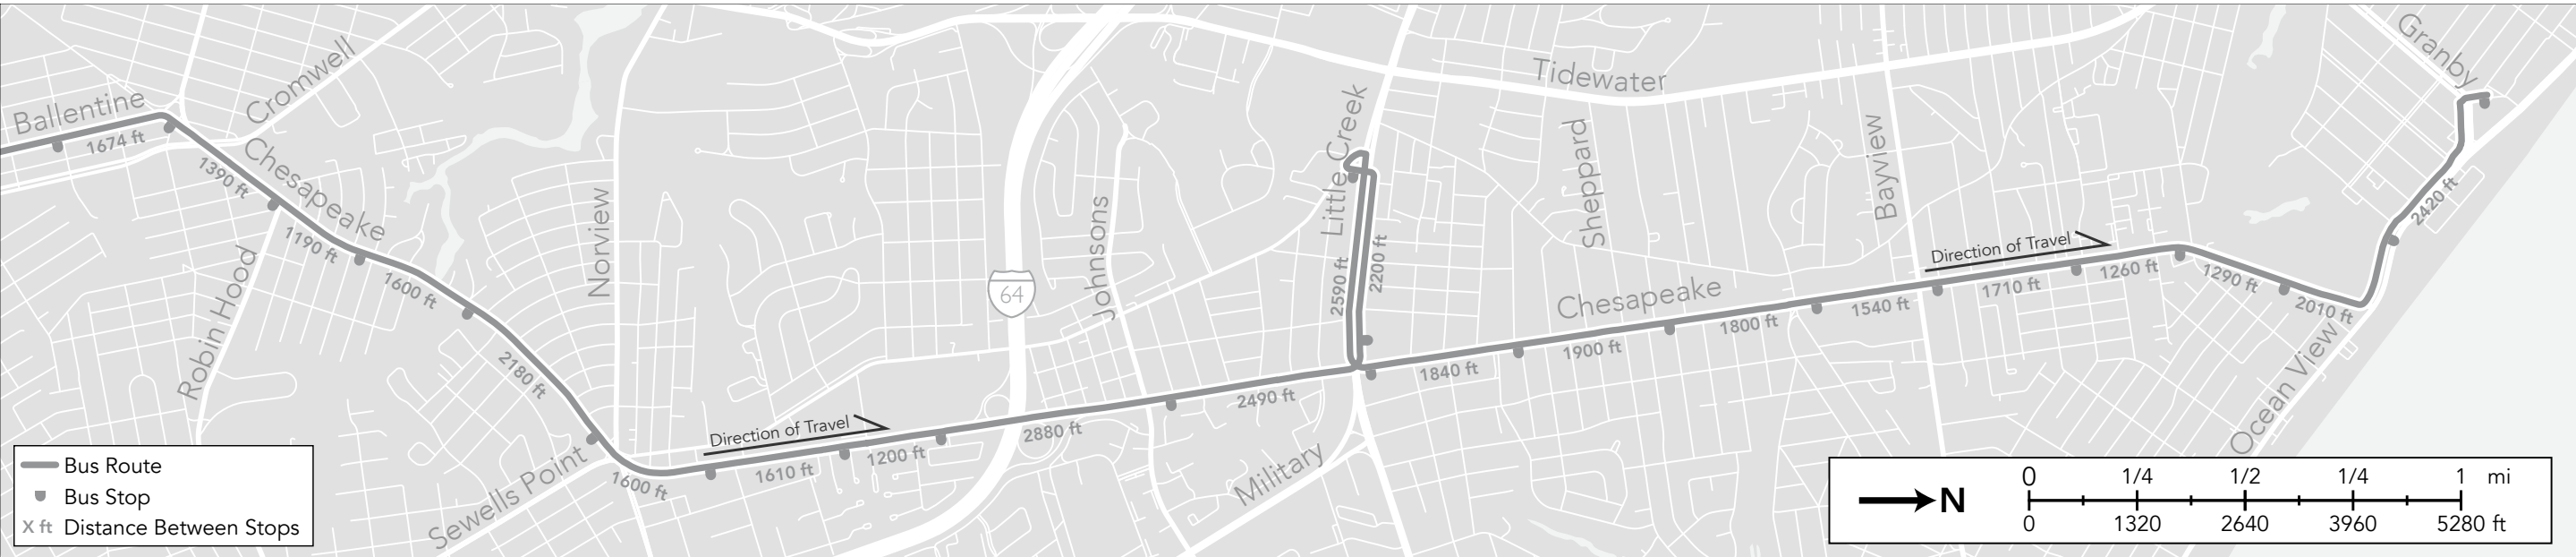 Ballentine
1674 ft
Cromwell
Chesapeake
1390 ft
1190 ft
Robin Hood
1600 ft
2180 ft
Norview
Sewells Point
1600 ft
Direction of Travel
1610 ft
1200 ft
64
2880 ft
Johnsons
2490 ft
Military
Little Creek
2590 ft
2200 ft
Tidewater
Sheppard
Chesapeake
1840 ft
1900 ft
1800 ft
Bayview
1540 ft
Direction of Travel
1710 ft
1260 ft
1290 ft
2010 ft
Ocean View
2420 ft
Granby
Bus Route
Bus Stop
X ft Distance Between Stops
N
0 1/4 1/2 1/4 1 mi
0 1320 2640 3960 5280 ft